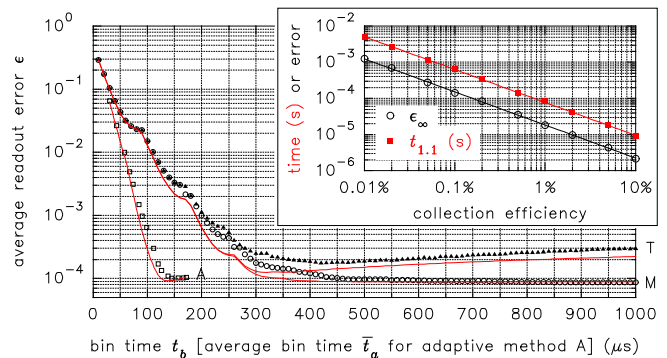 average readout error ϵ
10⁰
10⁻¹
10⁻²
10⁻³
10⁻⁴
0 100 200 300 400 500 600 700 800 900 1000
bin time t_b [average bin time t̅_a for adaptive method A] (μs)
A
T
M
time (s) or error
10⁻²
10⁻³
10⁻⁴
10⁻⁵
10⁻⁶
ϵ_∞
t_1.1 (s)
0.01% 0.1% 1% 10%
collection efficiency